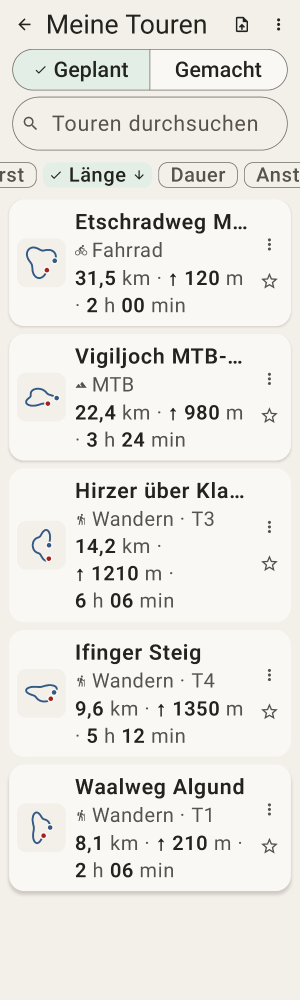 Meine Touren
Geplant
Gemacht
Touren durchsuchen
rst
Länge ↓
Dauer
Anst
Etschradweg M…
Fahrrad
31,5 km · ↑ 120 m
· 2 h 00 min
Vigiljoch MTB-…
MTB
22,4 km · ↑ 980 m
· 3 h 24 min
Hirzer über Kla…
Wandern · T3
14,2 km ·
↑ 1210 m ·
6 h 06 min
Ifinger Steig
Wandern · T4
9,6 km · ↑ 1350 m
· 5 h 12 min
Waalweg Algund
Wandern · T1
8,1 km · ↑ 210 m ·
2 h 06 min